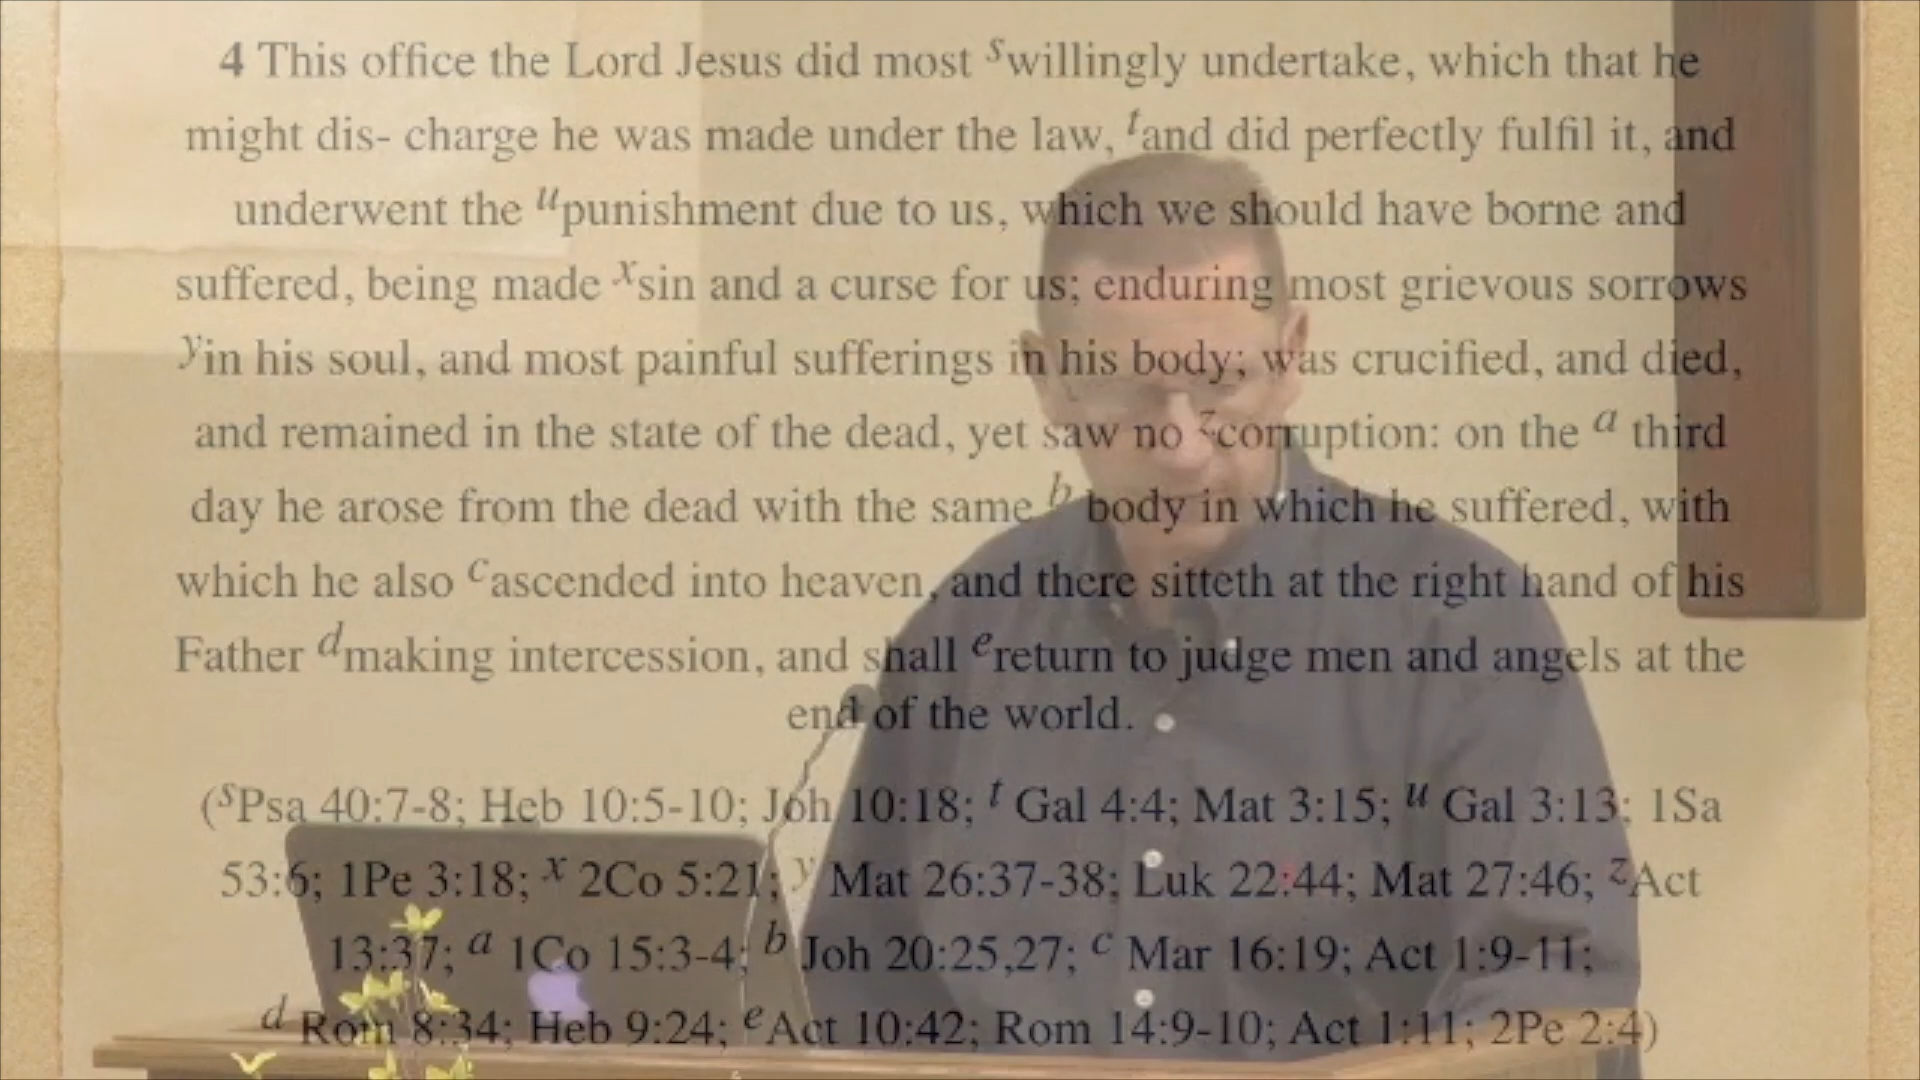 4 This office the Lord Jesus did most swillingly undertake, which that he
might dis- charge he was made under the law, tand did perfectly fulfil it, and
underwent the upunishment due to us, which we should have borne and
suffered, being made xsin and a curse for us; enduring most grievous sorrows
yin his soul, and most painful sufferings in his body; was crucified, and died,
and remained in the state of the dead, yet saw no zcorruption: on the a third
day he arose from the dead with the same b body in which he suffered, with
which he also cascended into heaven, and there sitteth at the right hand of his
Father dmaking intercession, and shall ereturn to judge men and angels at the
end of the world.
(sPsa 40:7-8; Heb 10:5-10; Joh 10:18; t Gal 4:4; Mat 3:15; u Gal 3:13; 1Sa
53:6; 1Pe 3:18; x 2Co 5:21; y Mat 26:37-38; Luk 22:44; Mat 27:46; zAct
13:37; a 1Co 15:3-4; b Joh 20:25,27; c Mar 16:19; Act 1:9-11;
d Rom 8:34; Heb 9:24; eAct 10:42; Rom 14:9-10; Act 1:11; 2Pe 2:4)